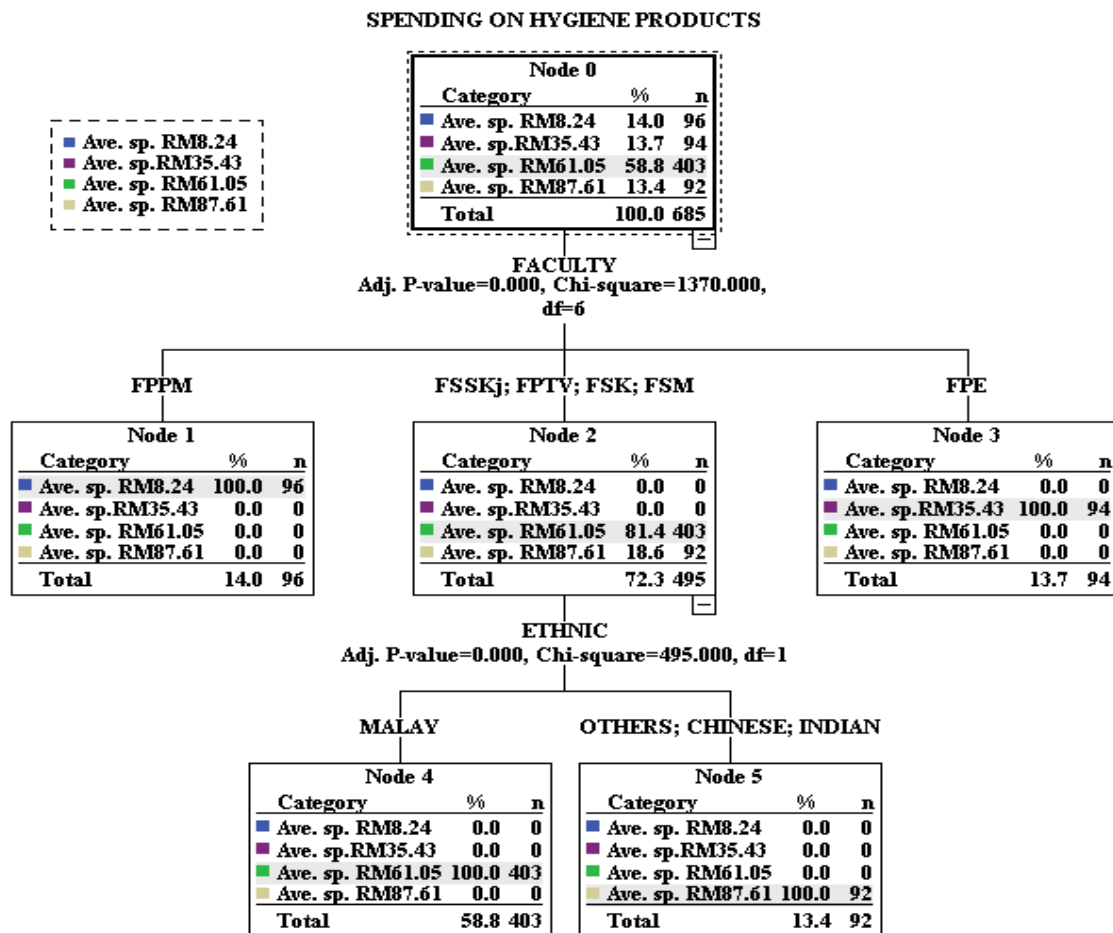 SPENDING ON HYGIENE PRODUCTS
Ave. sp. RM8.24
Ave. sp.RM35.43
Ave. sp. RM61.05
Ave. sp. RM87.61
Node 0
Category % n
Ave. sp. RM8.24 14.0 96
Ave. sp.RM35.43 13.7 94
Ave. sp. RM61.05 58.8 403
Ave. sp. RM87.61 13.4 92
Total 100.0 685
FACULTY
Adj. P-value=0.000, Chi-square=1370.000,
df=6
FPPM
Node 1
Category % n
Ave. sp. RM8.24 100.0 96
Ave. sp.RM35.43 0.0 0
Ave. sp. RM61.05 0.0 0
Ave. sp. RM87.61 0.0 0
Total 14.0 96
FSSKj; FPTV; FSK; FSM
Node 2
Category % n
Ave. sp. RM8.24 0.0 0
Ave. sp.RM35.43 0.0 0
Ave. sp. RM61.05 81.4 403
Ave. sp. RM87.61 18.6 92
Total 72.3 495
FPE
Node 3
Category % n
Ave. sp. RM8.24 0.0 0
Ave. sp.RM35.43 100.0 94
Ave. sp. RM61.05 0.0 0
Ave. sp. RM87.61 0.0 0
Total 13.7 94
ETHNIC
Adj. P-value=0.000, Chi-square=495.000, df=1
MALAY
Node 4
Category % n
Ave. sp. RM8.24 0.0 0
Ave. sp.RM35.43 0.0 0
Ave. sp. RM61.05 100.0 403
Ave. sp. RM87.61 0.0 0
Total 58.8 403
OTHERS; CHINESE; INDIAN
Node 5
Category % n
Ave. sp. RM8.24 0.0 0
Ave. sp.RM35.43 0.0 0
Ave. sp. RM61.05 0.0 0
Ave. sp. RM87.61 100.0 92
Total 13.4 92